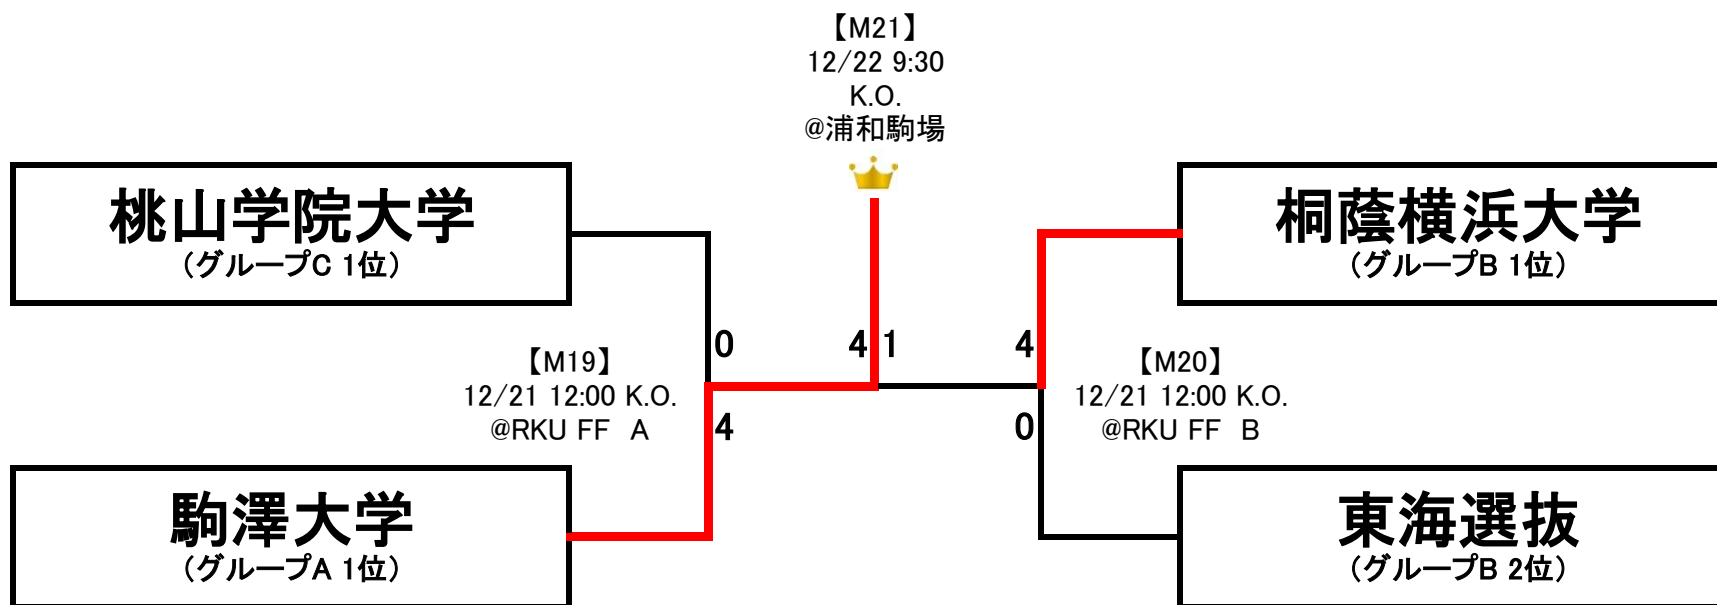 【M21】
12/22 9:30
K.O.
@浦和駒場
桃山学院大学
（グループC 1位）
桐蔭横浜大学
（グループB 1位）
0
4 1
4
【M19】
12/21 12:00 K.O.
@RKU FF A
4
【M20】
12/21 12:00 K.O.
@RKU FF B
0
駒澤大学
（グループA 1位）
東海選抜
（グループB 2位）